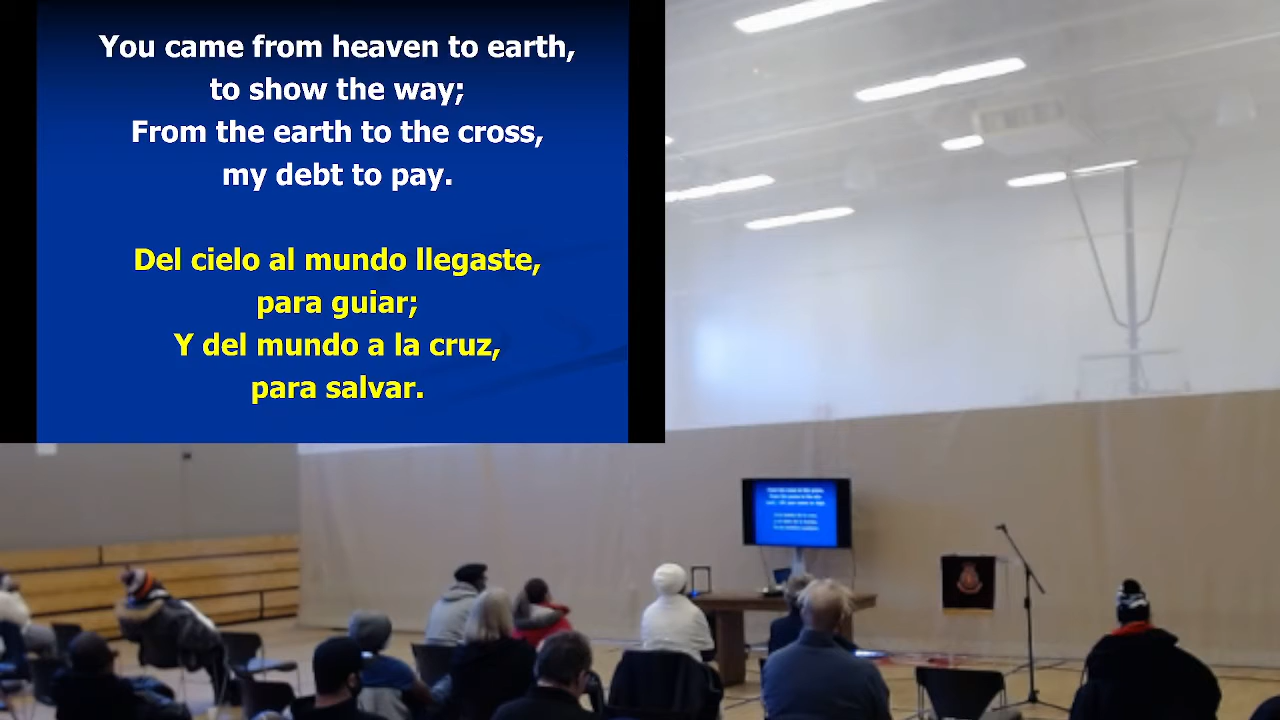 You came from heaven to earth,
to show the way;
From the earth to the cross,
my debt to pay.
Del cielo al mundo llegaste,
para guiar;
Y del mundo a la cruz,
para salvar.